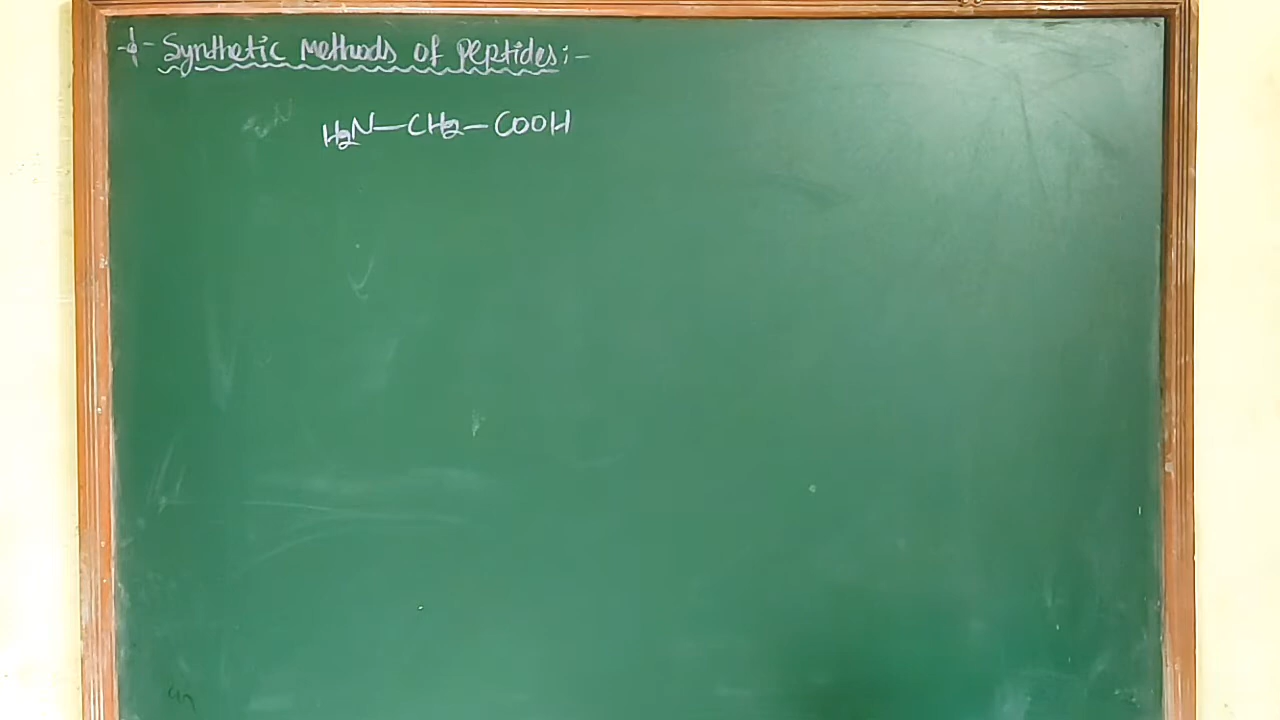 Synthetic Methods of Peptides:-
H₂N-CH₂-COOH